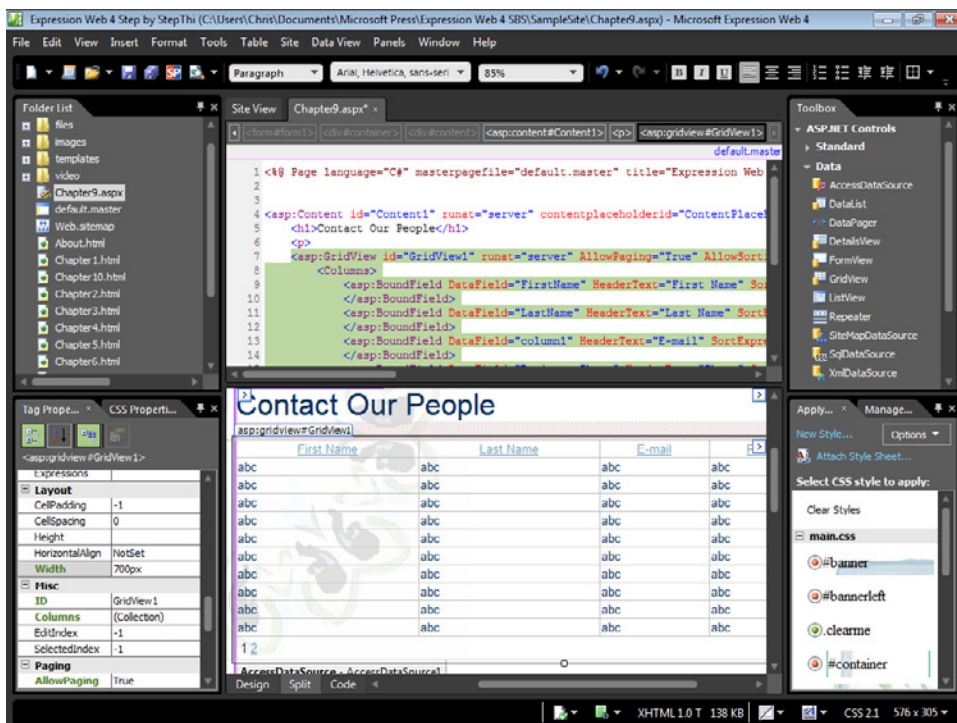 Expression Web 4 Step by StepThi (C:\Users\Chris\Documents\Microsoft Press\Expression Web 4 SBS\SampleSite\Chapter9.aspx) - Microsoft Expression Web 4
File Edit View Insert Format Tools Table Site Data View Panels Window Help
Paragraph Arial, Helvetica, sans-seri 85% B I U
Folder List
files
images
templates
video
Chapter9.aspx
default.master
Web.sitemap
About.html
Chapter 1.html
Chapter 10.html
Chapter2.html
Chapter3.html
Chapter4.html
Chapter5.html
Chapter6.html
Site View Chapter9.aspx*
<form#form1> <div#container> <div#content> <asp:content#Content1> <p> <asp:gridview#GridView1>
default.master
1 <%@ Page language="C#" masterpagefile="default.master" title="Expression Web
2
3
4 <asp:Content id="Content1" runat="server" contentplaceholderid="ContentPlaceH
5 <h1>Contact Our People</h1>
6 <p>
7 <asp:GridView id="GridView1" runat="server" AllowPaging="True" AllowSorti
8 <Columns>
9 <asp:BoundField DataField="FirstName" HeaderText="First Name" Sor
10 </asp:BoundField>
11 <asp:BoundField DataField="LastName" HeaderText="Last Name" SortE
12 </asp:BoundField>
13 <asp:BoundField DataField="column1" HeaderText="E-mail" SortExpre
14 </asp:BoundField>
Toolbox
ASP.NET Controls
Standard
Data
AccessDataSource
DataList
DataPager
DetailsView
FormView
GridView
ListView
Repeater
SiteMapDataSource
SqlDataSource
XmlDataSource
Tag Prope... CSS Properti...
<asp:gridview#GridView1>
Expressions
Layout
CellPadding -1
CellSpacing 0
Height
HorizontalAlign NotSet
Width 700px
Misc
ID GridView1
Columns (Collection)
EditIndex -1
SelectedIndex -1
Paging
AllowPaging True
Contact Our People
asp:gridview#GridView1
First Name Last Name E-mail
abc abc abc abc
abc abc abc abc
abc abc abc abc
abc abc abc abc
abc abc abc abc
abc abc abc abc
abc abc abc abc
abc abc abc abc
abc abc abc abc
abc abc abc abc
1 2
AccessDataSource - AccessDataSource1
Design Split Code
Apply... Manage...
New Style... Options
Attach Style Sheet...
Select CSS style to apply:
Clear Styles
main.css
#banner
#bannerleft
.clearme
#container
XHTML 1.0 T 138 KB CSS 2.1 576 x 305